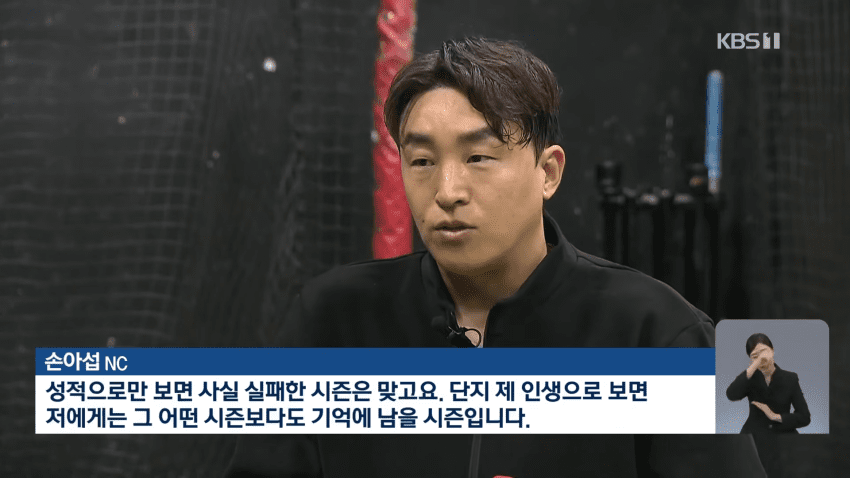 KBS1
손아섭 NC
성적으로만 보면 사실 실패한 시즌은 맞고요. 단지 제 인생으로 보면
저에게는 그 어떤 시즌보다도 기억에 남을 시즌입니다.